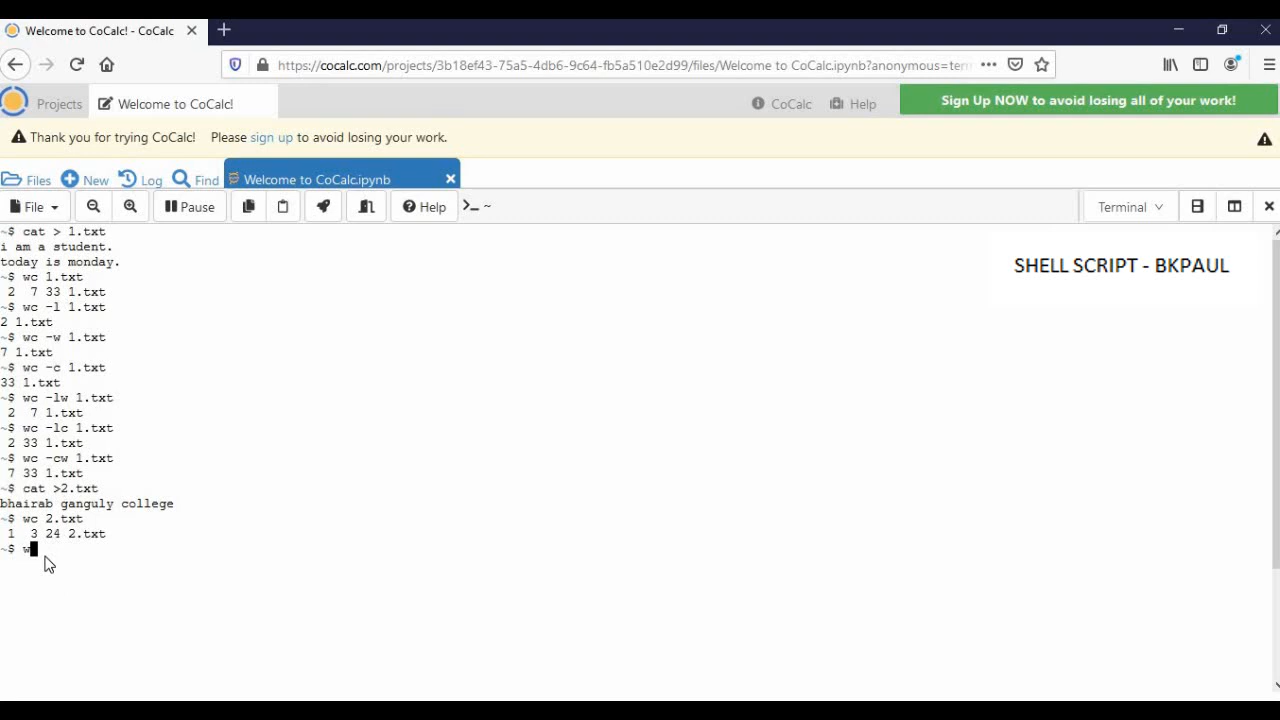 Welcome to CoCalc! - CoCalc
https://cocalc.com/projects/3b18ef43-75a5-4db6-9c64-fb5a510e2d99/files/Welcome to CoCalc.ipynb?anonymous=terr
Projects Welcome to CoCalc! CoCalc Help Sign Up NOW to avoid losing all of your work!
Thank you for trying CoCalc! Please sign up to avoid losing your work.
Files New Log Find Welcome to CoCalc.ipynb
File Pause Help >_ ~ Terminal
~$ cat > 1.txt
i am a student.
today is monday.
~$ wc 1.txt
2 7 33 1.txt
~$ wc -l 1.txt
2 1.txt
~$ wc -w 1.txt
7 1.txt
~$ wc -c 1.txt
33 1.txt
~$ wc -lw 1.txt
2 7 1.txt
~$ wc -lc 1.txt
2 33 1.txt
~$ wc -cw 1.txt
7 33 1.txt
~$ cat >2.txt
bhairab ganguly college
~$ wc 2.txt
1 3 24 2.txt
~$ w
SHELL SCRIPT - BKPAUL